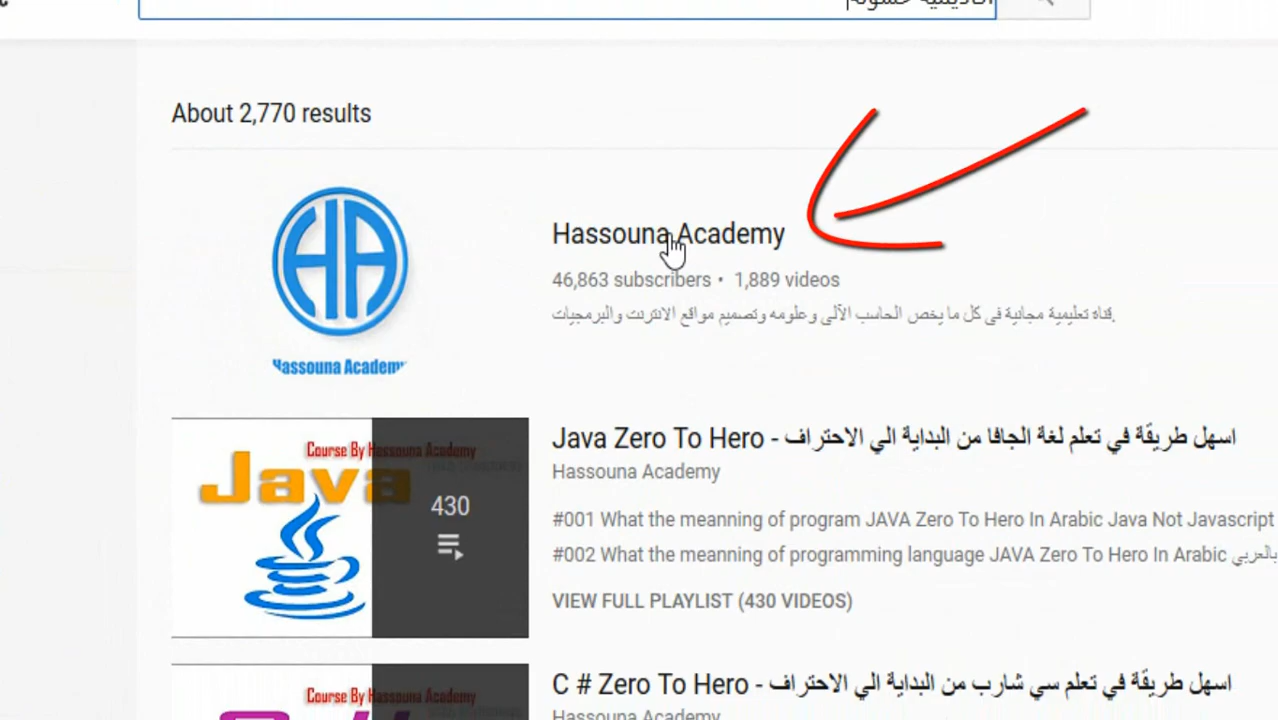 About 2,770 results
Hassouna Academy
46,863 subscribers • 1,889 videos
قناه تعليمية مجانية فى كل ما يخص الحاسب الآلى وعلومه وتصميم مواقع الانترنت والبرمجيات.
HA
Hassouna Academy
Java Zero To Hero - اسهل طريقة في تعلم لغة الجافا من البداية الي الاحتراف
Hassouna Academy
#001 What the meanning of program JAVA Zero To Hero In Arabic Java Not Javascript
#002 What the meanning of programming language JAVA Zero To Hero In Arabic بالعربي
VIEW FULL PLAYLIST (430 VIDEOS)
Course By Hassouna Academy
Java
430
C # Zero To Hero - اسهل طريقة في تعلم سي شارب من البداية الي الاحتراف
Hassouna Academy
Course By Hassouna Academy